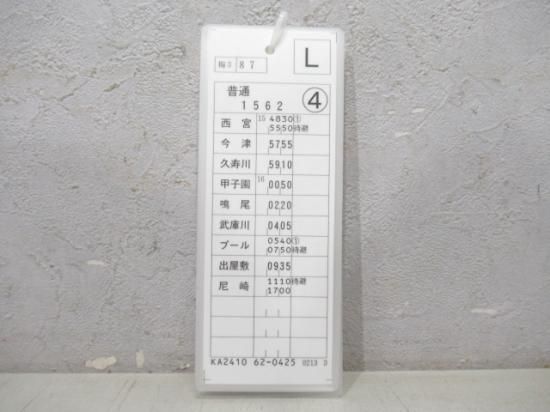 梅3 87 L
普通
1562 ④
西宮 15 4830①
5550待避
今津 5755
久寿川 5910
甲子園 16 0050
鳴尾 0220
武庫川 0405
プール 0540①
0750待避
出屋敷 0935
尼崎 1110待避
1700
KA2410 62-0425 0213 3